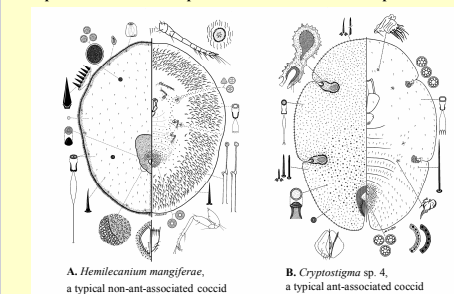 A. Hemilecanium mangiferae,
a typical non-ant-associated coccid
B. Cryptostigma sp. 4,
a typical ant-associated coccid